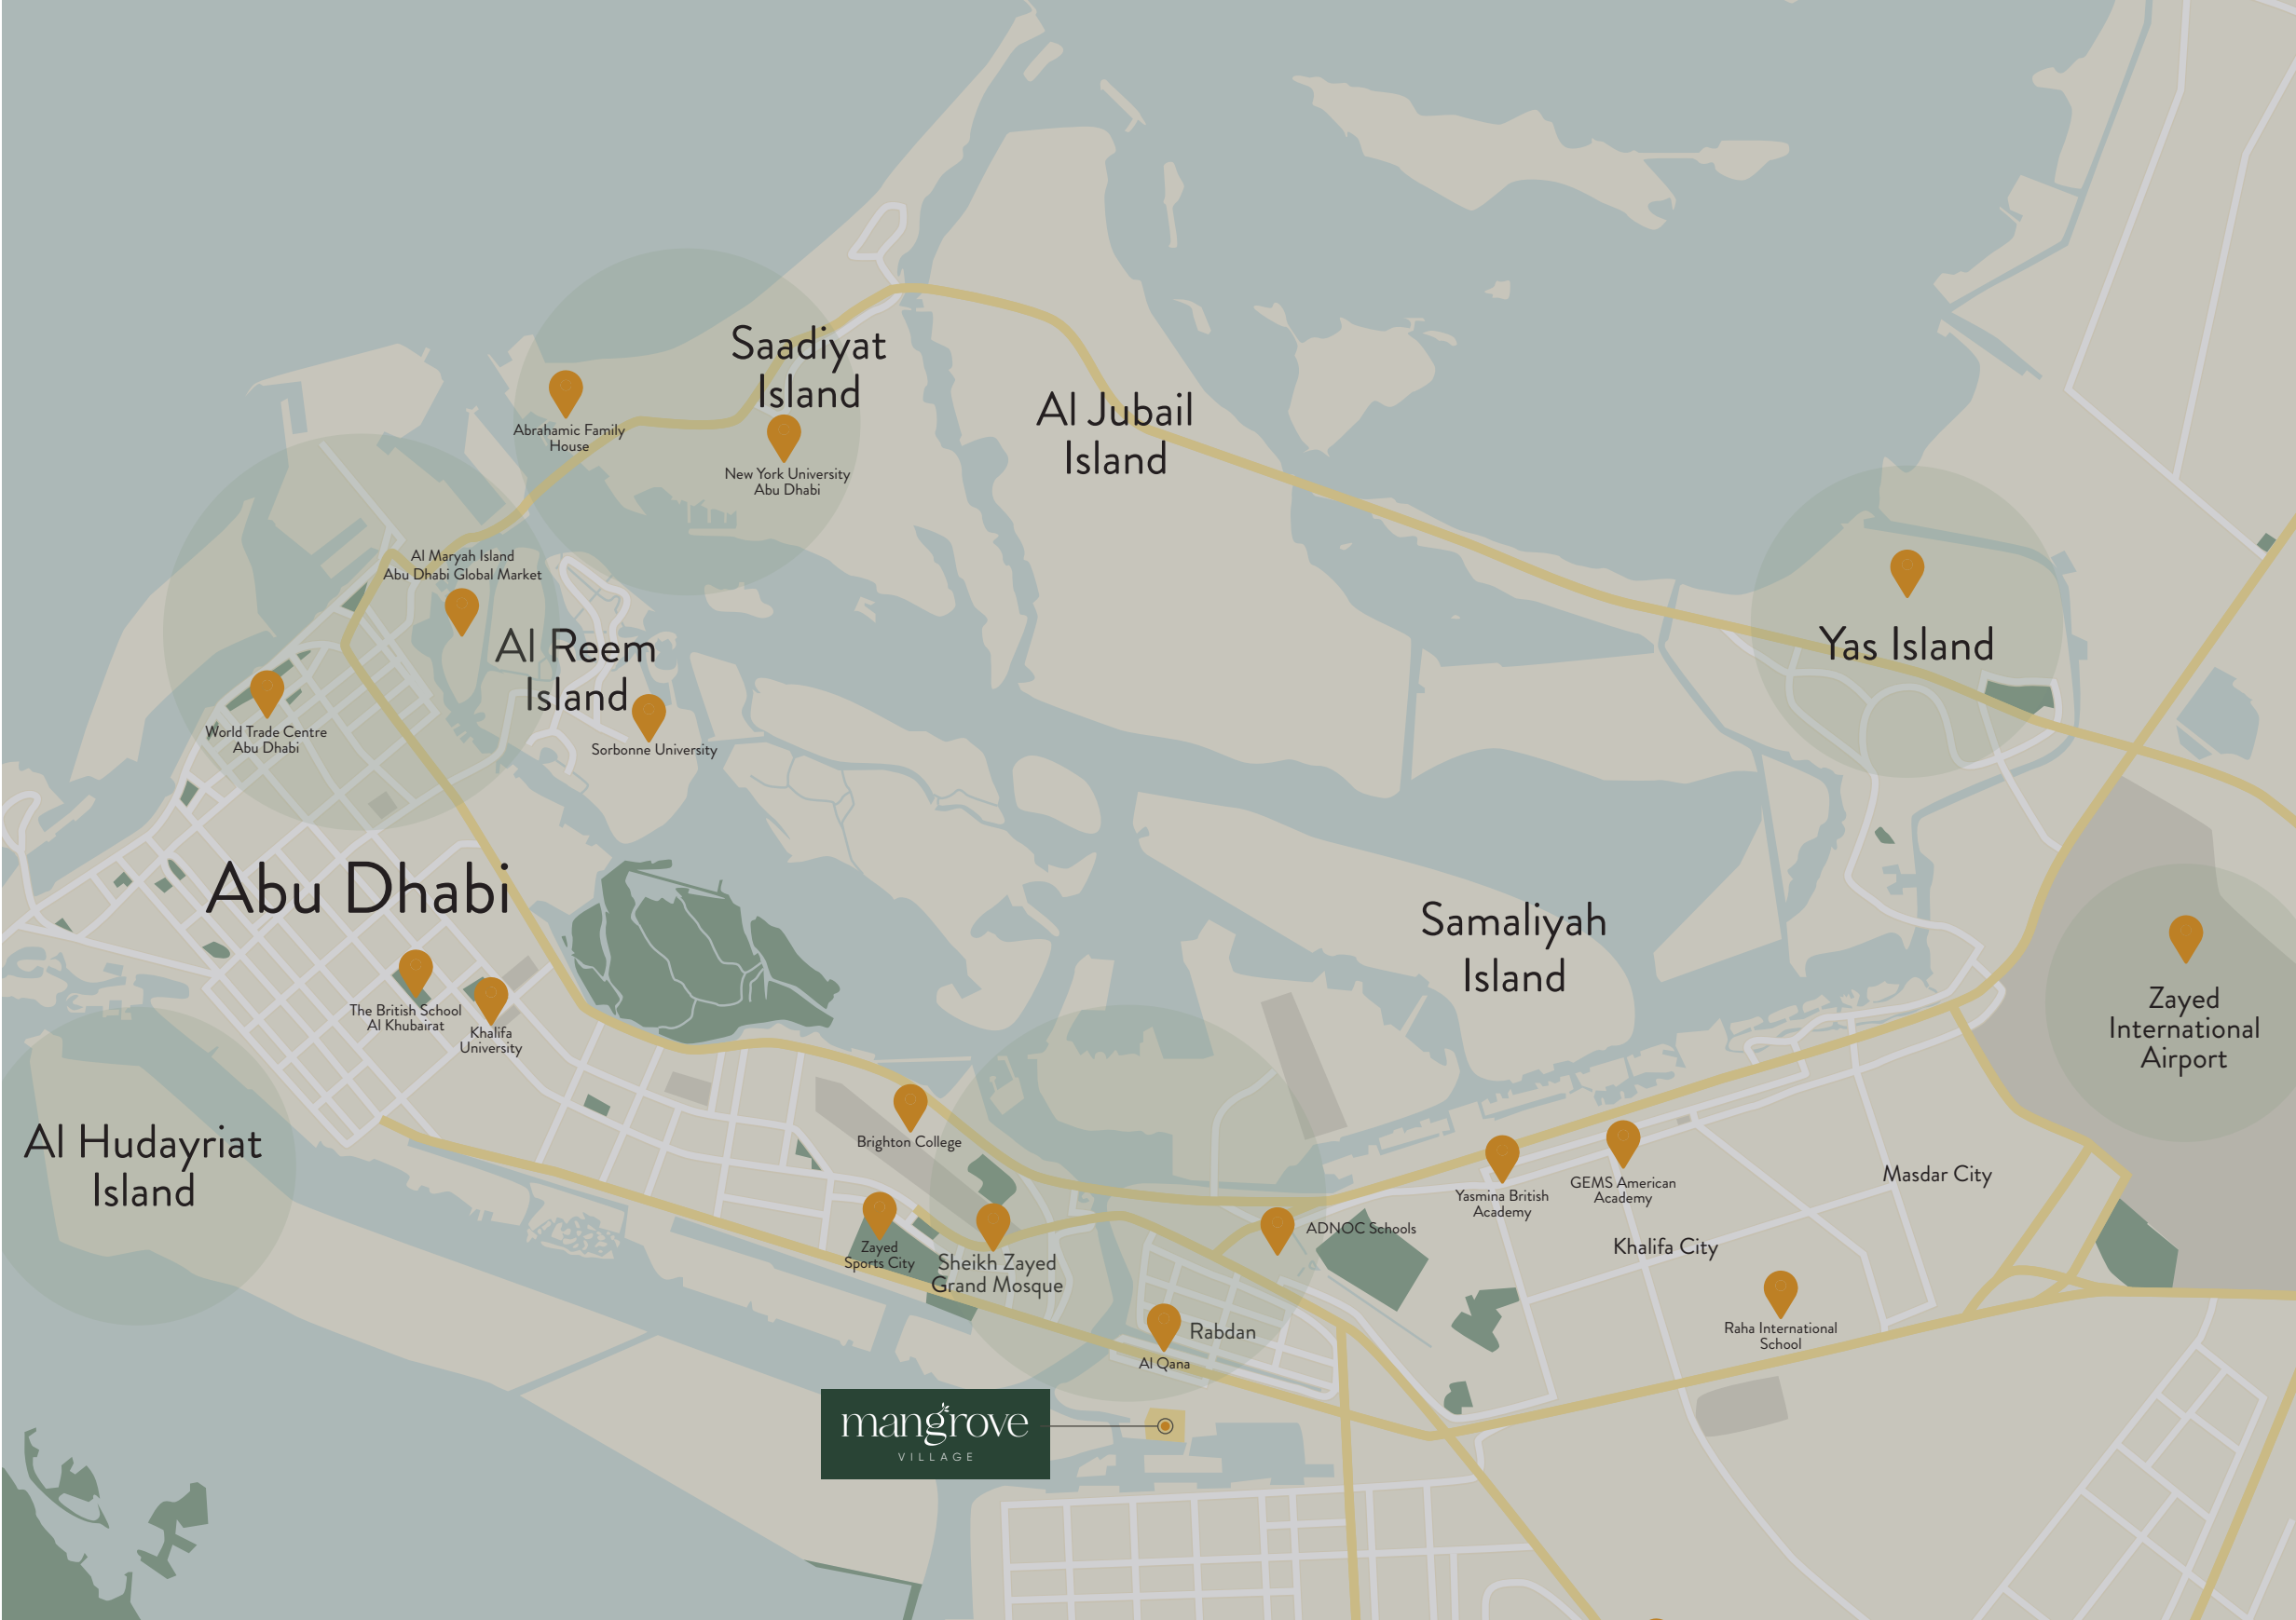 Saadiyat
Island
Abrahamic Family
House
New York University
Abu Dhabi
Al Jubail
Island
Al Maryah Island
Abu Dhabi Global Market
Al Reem
Island
Yas Island
World Trade Centre
Abu Dhabi
Sorbonne University
Abu Dhabi
Samaliyah
Island
The British School
Al Khubairat
Khalifa
University
Zayed
International
Airport
Al Hudayriat
Island
Brighton College
Yasmina British
Academy
GEMS American
Academy
Masdar City
ADNOC Schools
Khalifa City
Zayed
Sports City
Sheikh Zayed
Grand Mosque
Rabdan
Al Qana
Raha International
School
mangrove
VILLAGE